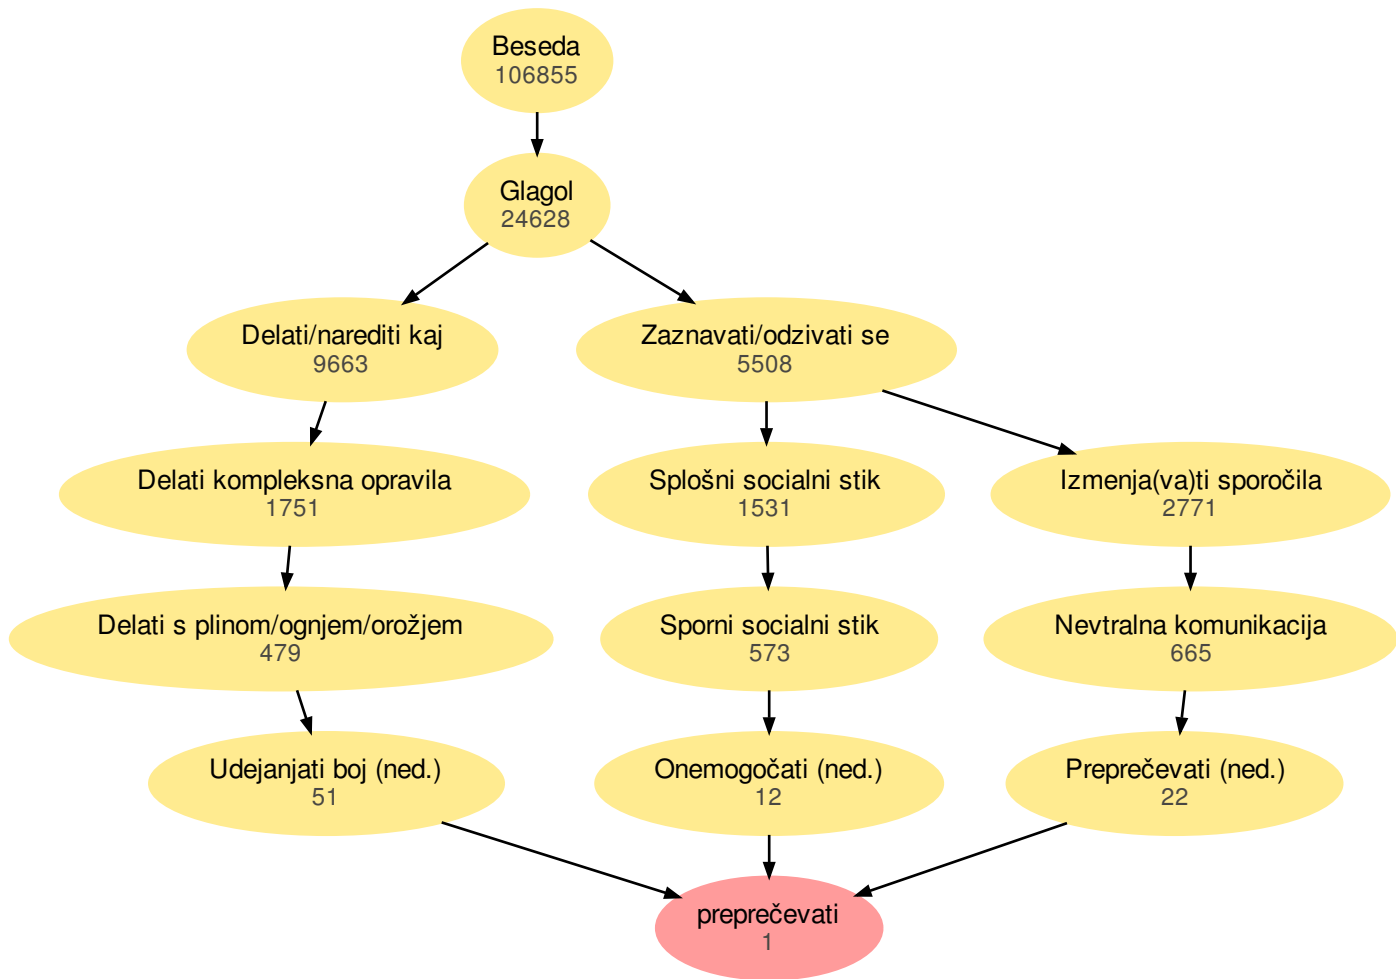 Beseda
106855
Glagol
24628
Delati/narediti kaj
9663
Zaznavati/odzivati se
5508
Delati kompleksna opravila
1751
Splošni socialni stik
1531
Izmenja(va)ti sporočila
2771
Delati s plinom/ognjem/orožjem
479
Sporni socialni stik
573
Nevtralna komunikacija
665
Udejanjati boj (ned.)
51
Onemogočati (ned.)
12
Preprečevati (ned.)
22
preprečevati
1